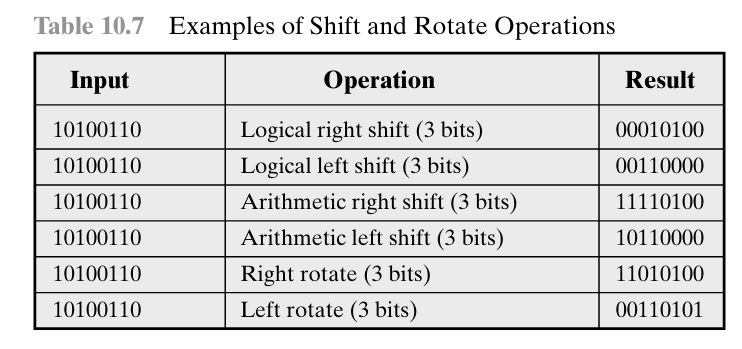 Table 10.7 Examples of Shift and Rotate Operations
Input Operation Result
10100110 Logical right shift (3 bits) 00010100
10100110 Logical left shift (3 bits) 00110000
10100110 Arithmetic right shift (3 bits) 11110100
10100110 Arithmetic left shift (3 bits) 10110000
10100110 Right rotate (3 bits) 11010100
10100110 Left rotate (3 bits) 00110101